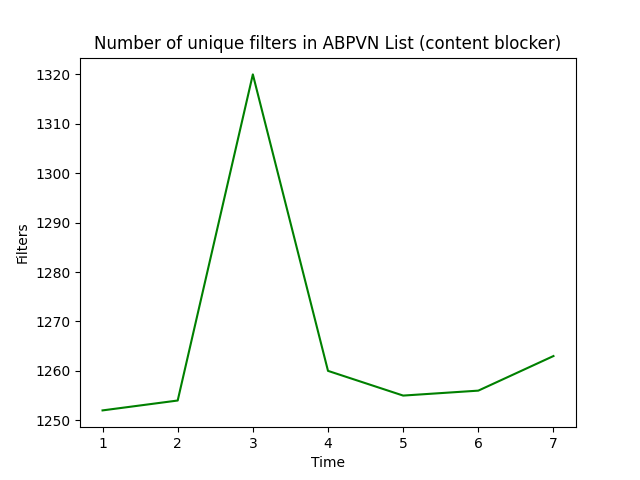 Number of unique filters in ABPVN List (content blocker)
1320
1310
1300
1290
1280
1270
1260
1250
Filters
1 2 3 4 5 6 7
Time